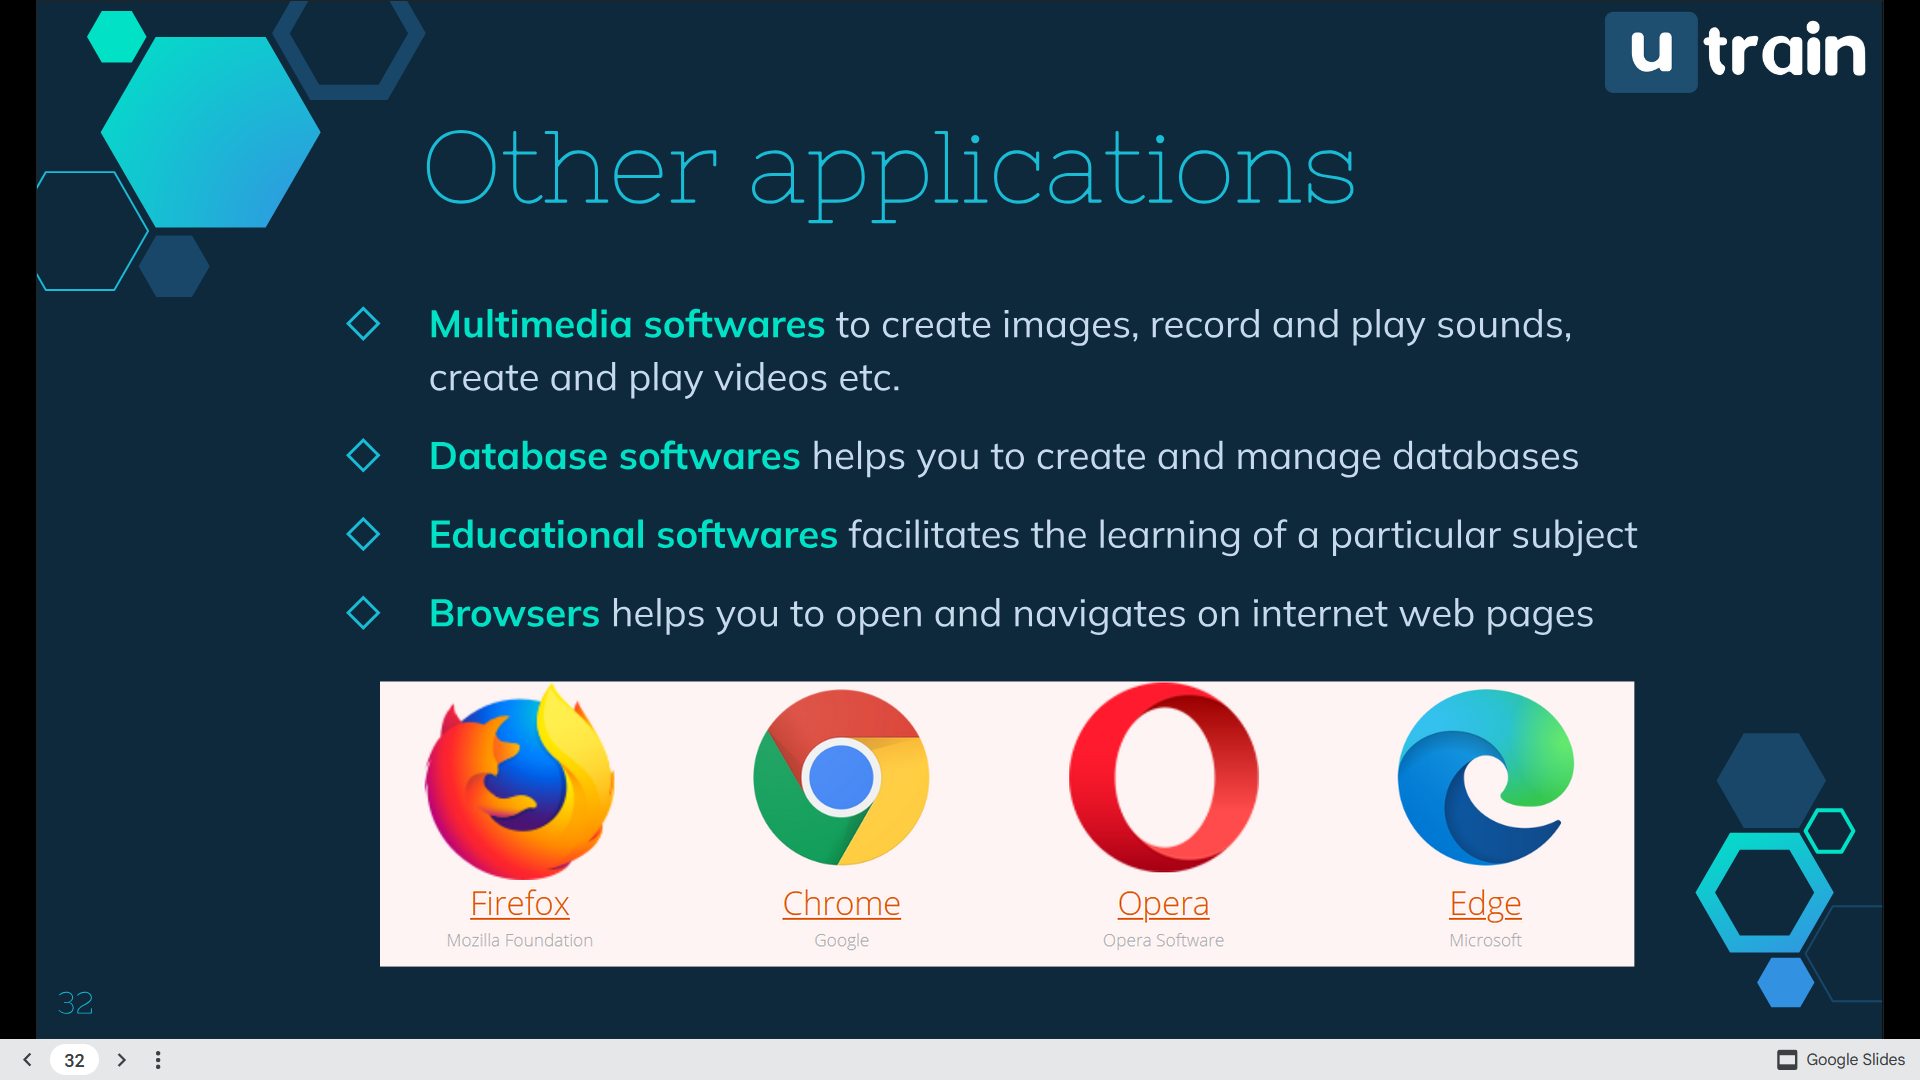 u train
Other applications
Multimedia softwares to create images, record and play sounds,
create and play videos etc.
Database softwares helps you to create and manage databases
Educational softwares facilitates the learning of a particular subject
Browsers helps you to open and navigates on internet web pages
Firefox
Mozilla Foundation
Chrome
Google
Opera
Opera Software
Edge
Microsoft
32
32
Google Slides